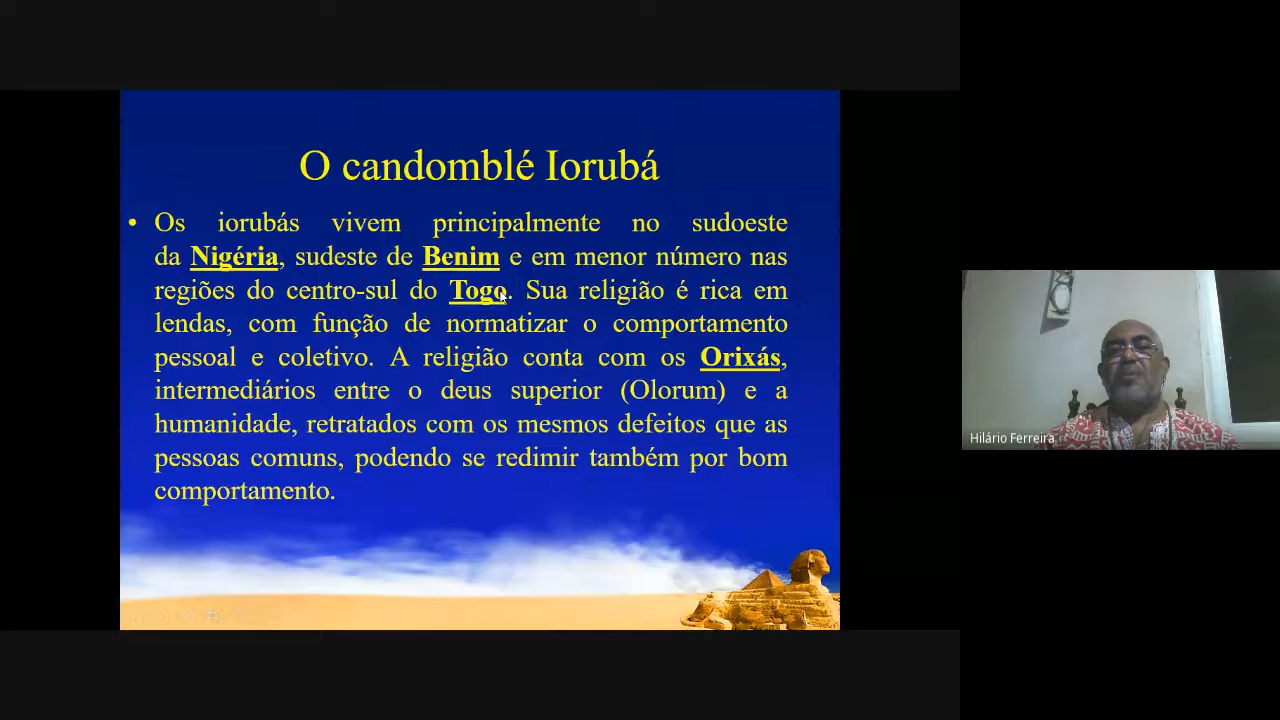 O candomblé Iorubá
• Os iorubás vivem principalmente no sudoeste
da Nigéria, sudeste de Benim e em menor número nas
regiões do centro-sul do Togo. Sua religião é rica em
lendas, com função de normatizar o comportamento
pessoal e coletivo. A religião conta com os Orixás,
intermediários entre o deus superior (Olorum) e a
humanidade, retratados com os mesmos defeitos que as
pessoas comuns, podendo se redimir também por bom
comportamento.
Hilário Ferreira